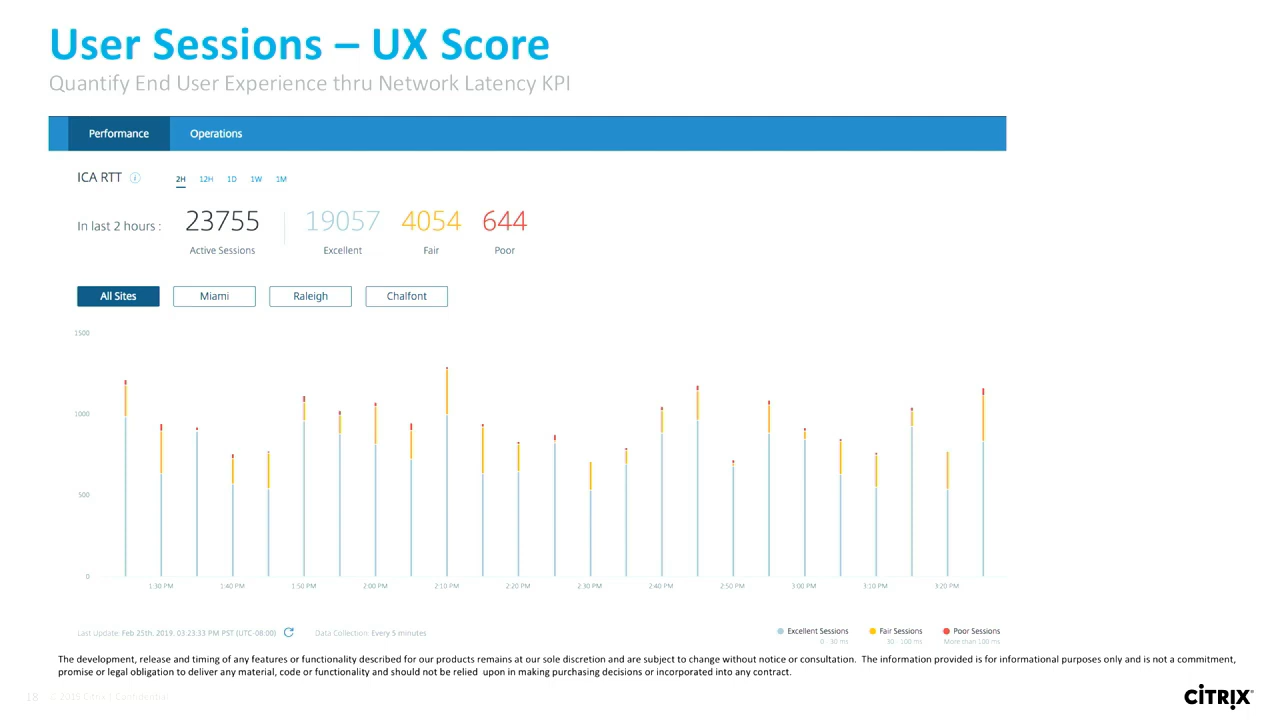 User Sessions – UX Score
Quantify End User Experience thru Network Latency KPI
Performance Operations
ICA RTT i 2H 12H 1D 1W 1M
In last 2 hours : 23755 19057 4054 644
Active Sessions Excellent Fair Poor
All Sites Miami Raleigh Chalfont
1500
1000
500
0
1:30 PM 1:40 PM 1:50 PM 2:00 PM 2:10 PM 2:20 PM 2:30 PM 2:40 PM 2:50 PM 3:00 PM 3:10 PM 3:20 PM
Last Update: Feb 25th, 2019. 03:23:33 PM PST (UTC-08:00) Data Collection: Every 5 minutes
Excellent Sessions Fair Sessions Poor Sessions
0 - 30 ms 30 - 100 ms More than 100 ms
The development, release and timing of any features or functionality described for our products remains at our sole discretion and are subject to change without notice or consultation. The information provided is for informational purposes only and is not a commitment,
promise or legal obligation to deliver any material, code or functionality and should not be relied upon in making purchasing decisions or incorporated into any contract.
18 © 2015 Citrix | Confidential
CİTRIX